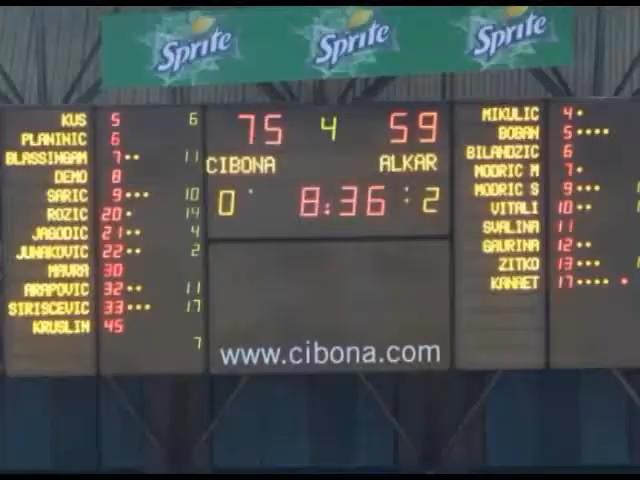 Sprite Sprite Sprite
KUS 5 6
PLANINIC 6
BLASSINGAM 7 •• 11
DEMO 8
SARIC 9 ••• 10
ROZIC 20 • 14
JAGODIC 21 •• 4
JUNAKOVIC 22 •• 2
MAVRA 30
ARAPOVIC 32 •• 11
SIRISCEVIC 33 ••• 17
KRUSLIN 45
7
75 4 59
CIBONA ALKAR
0 8:36 2
www.cibona.com
MIKULIC 4 •
BOBAN 5 ••••
BILANDZIC 6
MODRIC M 7 •
MODRIC S 9 •••
VITALI 10 ••
SVALINA 11
GAURINA 12 ••
ZITKO 13 •••
KANAET 17 •••• •